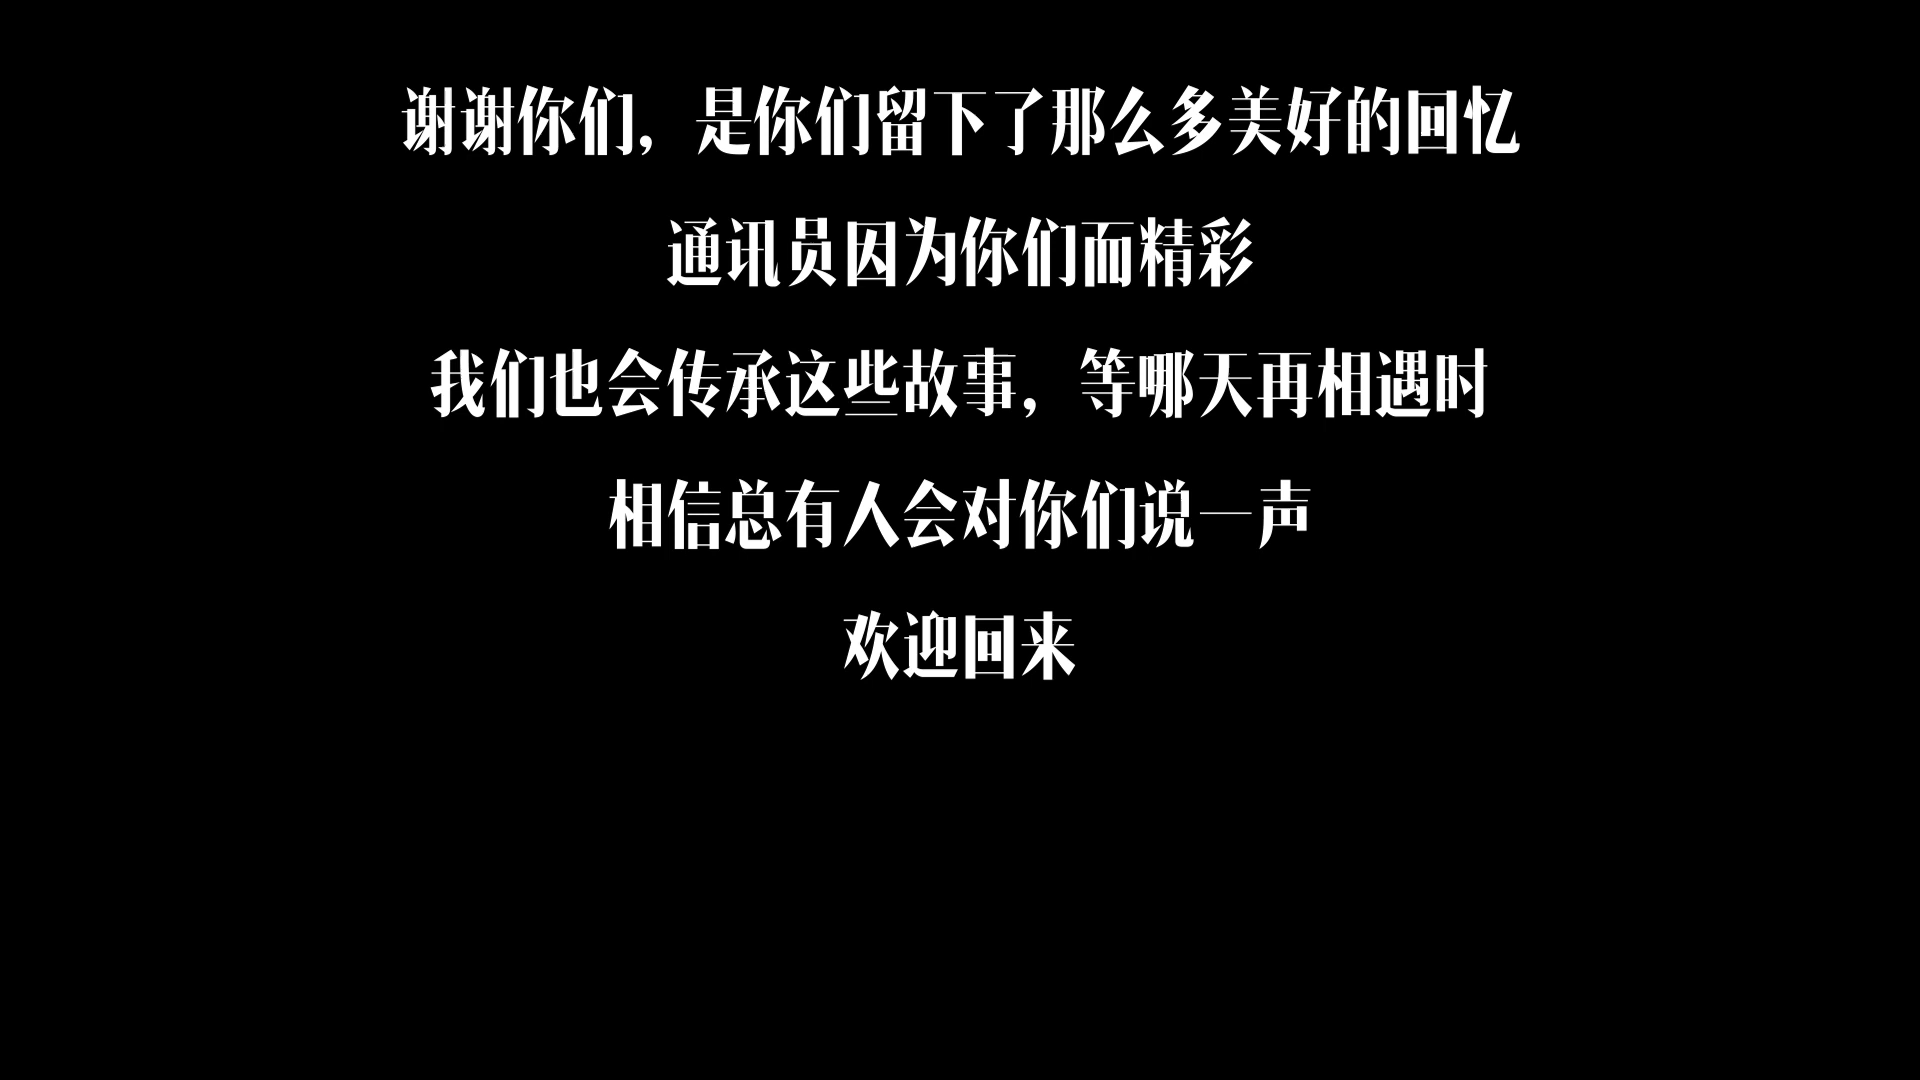 谢谢你们，是你们留下了那么多美好的回忆
通讯员因为你们而精彩
我们也会传承这些故事，等哪天再相遇时
相信总有人会对你们说一声
欢迎回来